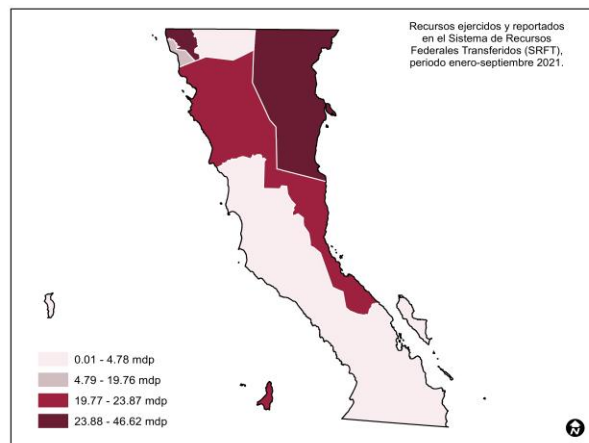 Recursos ejercidos y reportados
en el Sistema de Recursos
Federales Transferidos (SRFT),
periodo enero-septiembre 2021.
0.01 - 4.78 mdp
4.79 - 19.76 mdp
19.77 - 23.87 mdp
23.88 - 46.62 mdp
N